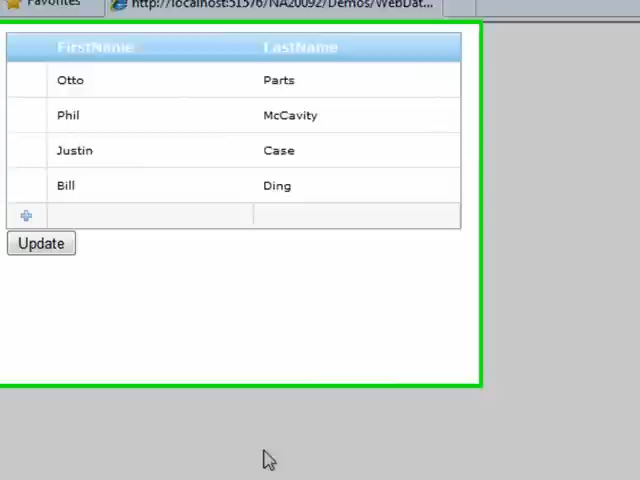 Favorites
http://localhost:51576/NA20092/Demos/WebDat...
FirstName LastName
Otto Parts
Phil McCavity
Justin Case
Bill Ding
Update